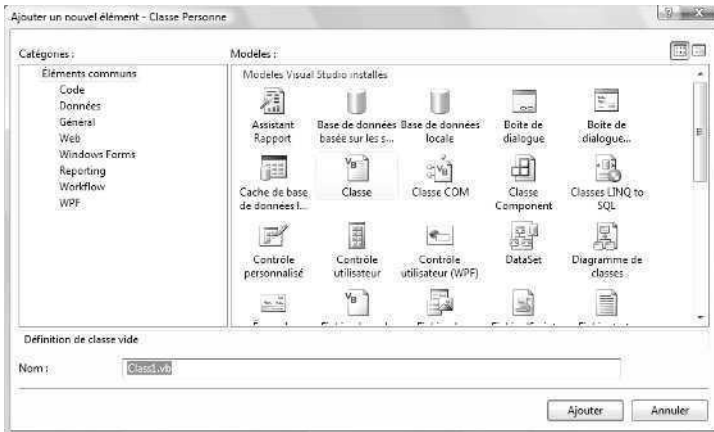 Ajouter un nouvel élément - Classe Personne
Catégories :
Modèles :
Éléments communs
Code
Données
Général
Web
Windows Forms
Reporting
Workflow
WPF
Modèles Visual Studio installés
Assistant Rapport
Base de données basée sur les s...
Base de données locale
Boîte de dialogue
Boîte de dialogue...
Cache de base de données l...
Classe
Classe COM
Classe Component
Classes LINQ to SQL
Contrôle personnalisé
Contrôle utilisateur
Contrôle utilisateur (WPF)
DataSet
Diagramme de classes
Définition de classe vide
Nom :
Class1.vb
Ajouter
Annuler